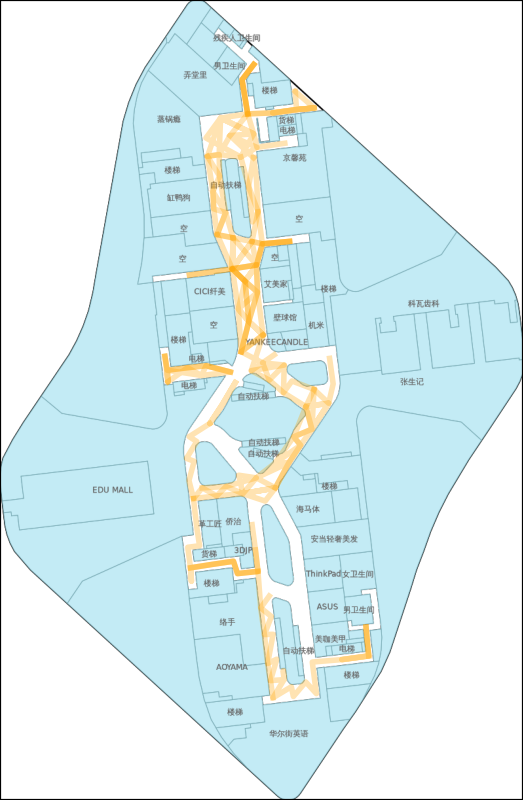 残疾人卫生间
男卫生间
弄堂里
楼梯
蒸锅瘾
货梯
电梯
京馨苑
楼梯
自动扶梯
缸鸭狗
空
空
空
空
CICI纤美
艾美家
楼梯
科瓦齿科
壁球馆
空
机米
楼梯
YANKEECANDLE
电梯
张生记
电梯
自动扶梯
自动扶梯
自动扶梯
楼梯
EDU MALL
海马体
革工匠
侨治
安当轻奢美发
货梯
3DJP
ThinkPad
女卫生间
楼梯
ASUS
男卫生间
络手
美咖美甲
电梯
自动扶梯
AOYAMA
楼梯
楼梯
华尔街英语